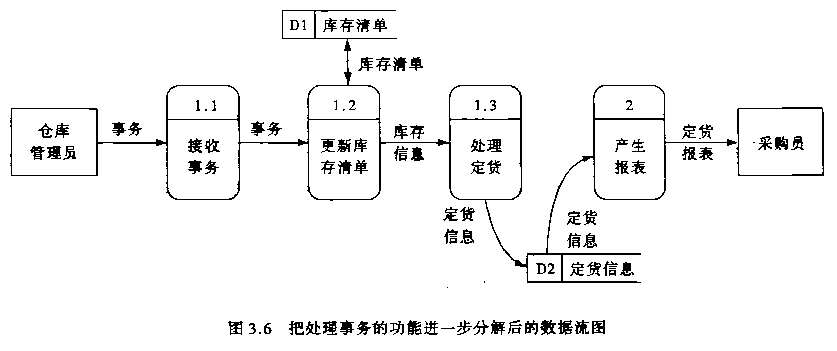 D1 库存清单
库存清单
1.1
1.2
1.3
2
仓库
管理员
事务
接收
事务
事务
更新库
存清单
库存
信息
处理
定货
产生
报表
定货
报表
采购员
定货
信息
定货
信息
D2 定货信息
图 3.6 把处理事务的功能进一步分解后的数据流图